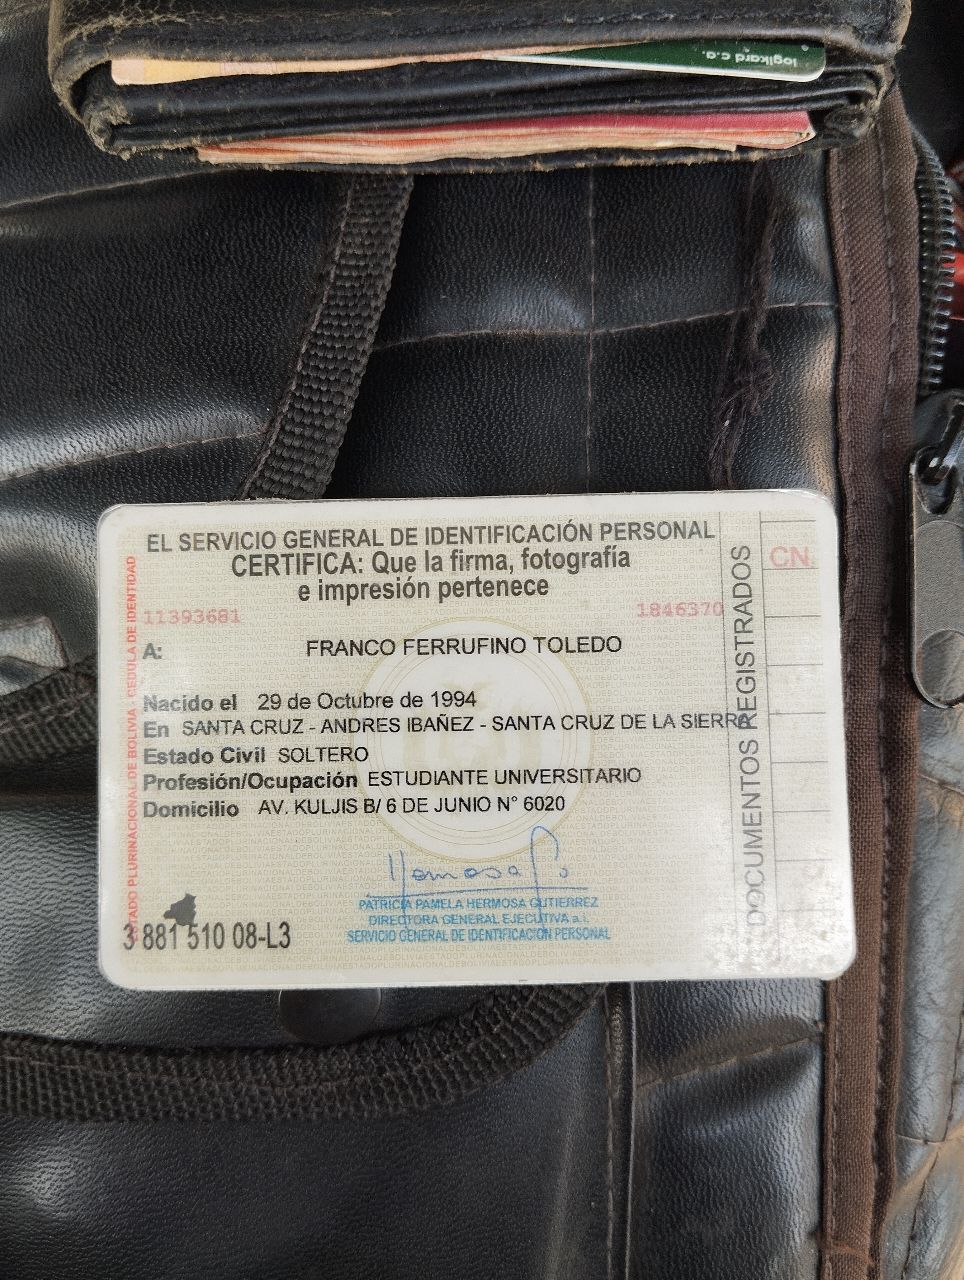 logikard c.a.
EL SERVICIO GENERAL DE IDENTIFICACIÓN PERSONAL
CERTIFICA: Que la firma, fotografía
e impresión pertenece
11393681
1846370
A: FRANCO FERRUFINO TOLEDO
Nacido el 29 de Octubre de 1994
En SANTA CRUZ - ANDRES IBAÑEZ - SANTA CRUZ DE LA SIERRA
Estado Civil SOLTERO
Profesión/Ocupación ESTUDIANTE UNIVERSITARIO
Domicilio AV. KULJIS B/ 6 DE JUNIO N° 6020
PATRICIA PAMELA HERMOSA GUTIERREZ
DIRECTORA GENERAL EJECUTIVA a.i.
SERVICIO GENERAL DE IDENTIFICACIÓN PERSONAL
3 881 510 08-L3
ESTADO PLURINACIONAL DE BOLIVIA - CEDULA DE IDENTIDAD
DOCUMENTOS REGISTRADOS
CN.